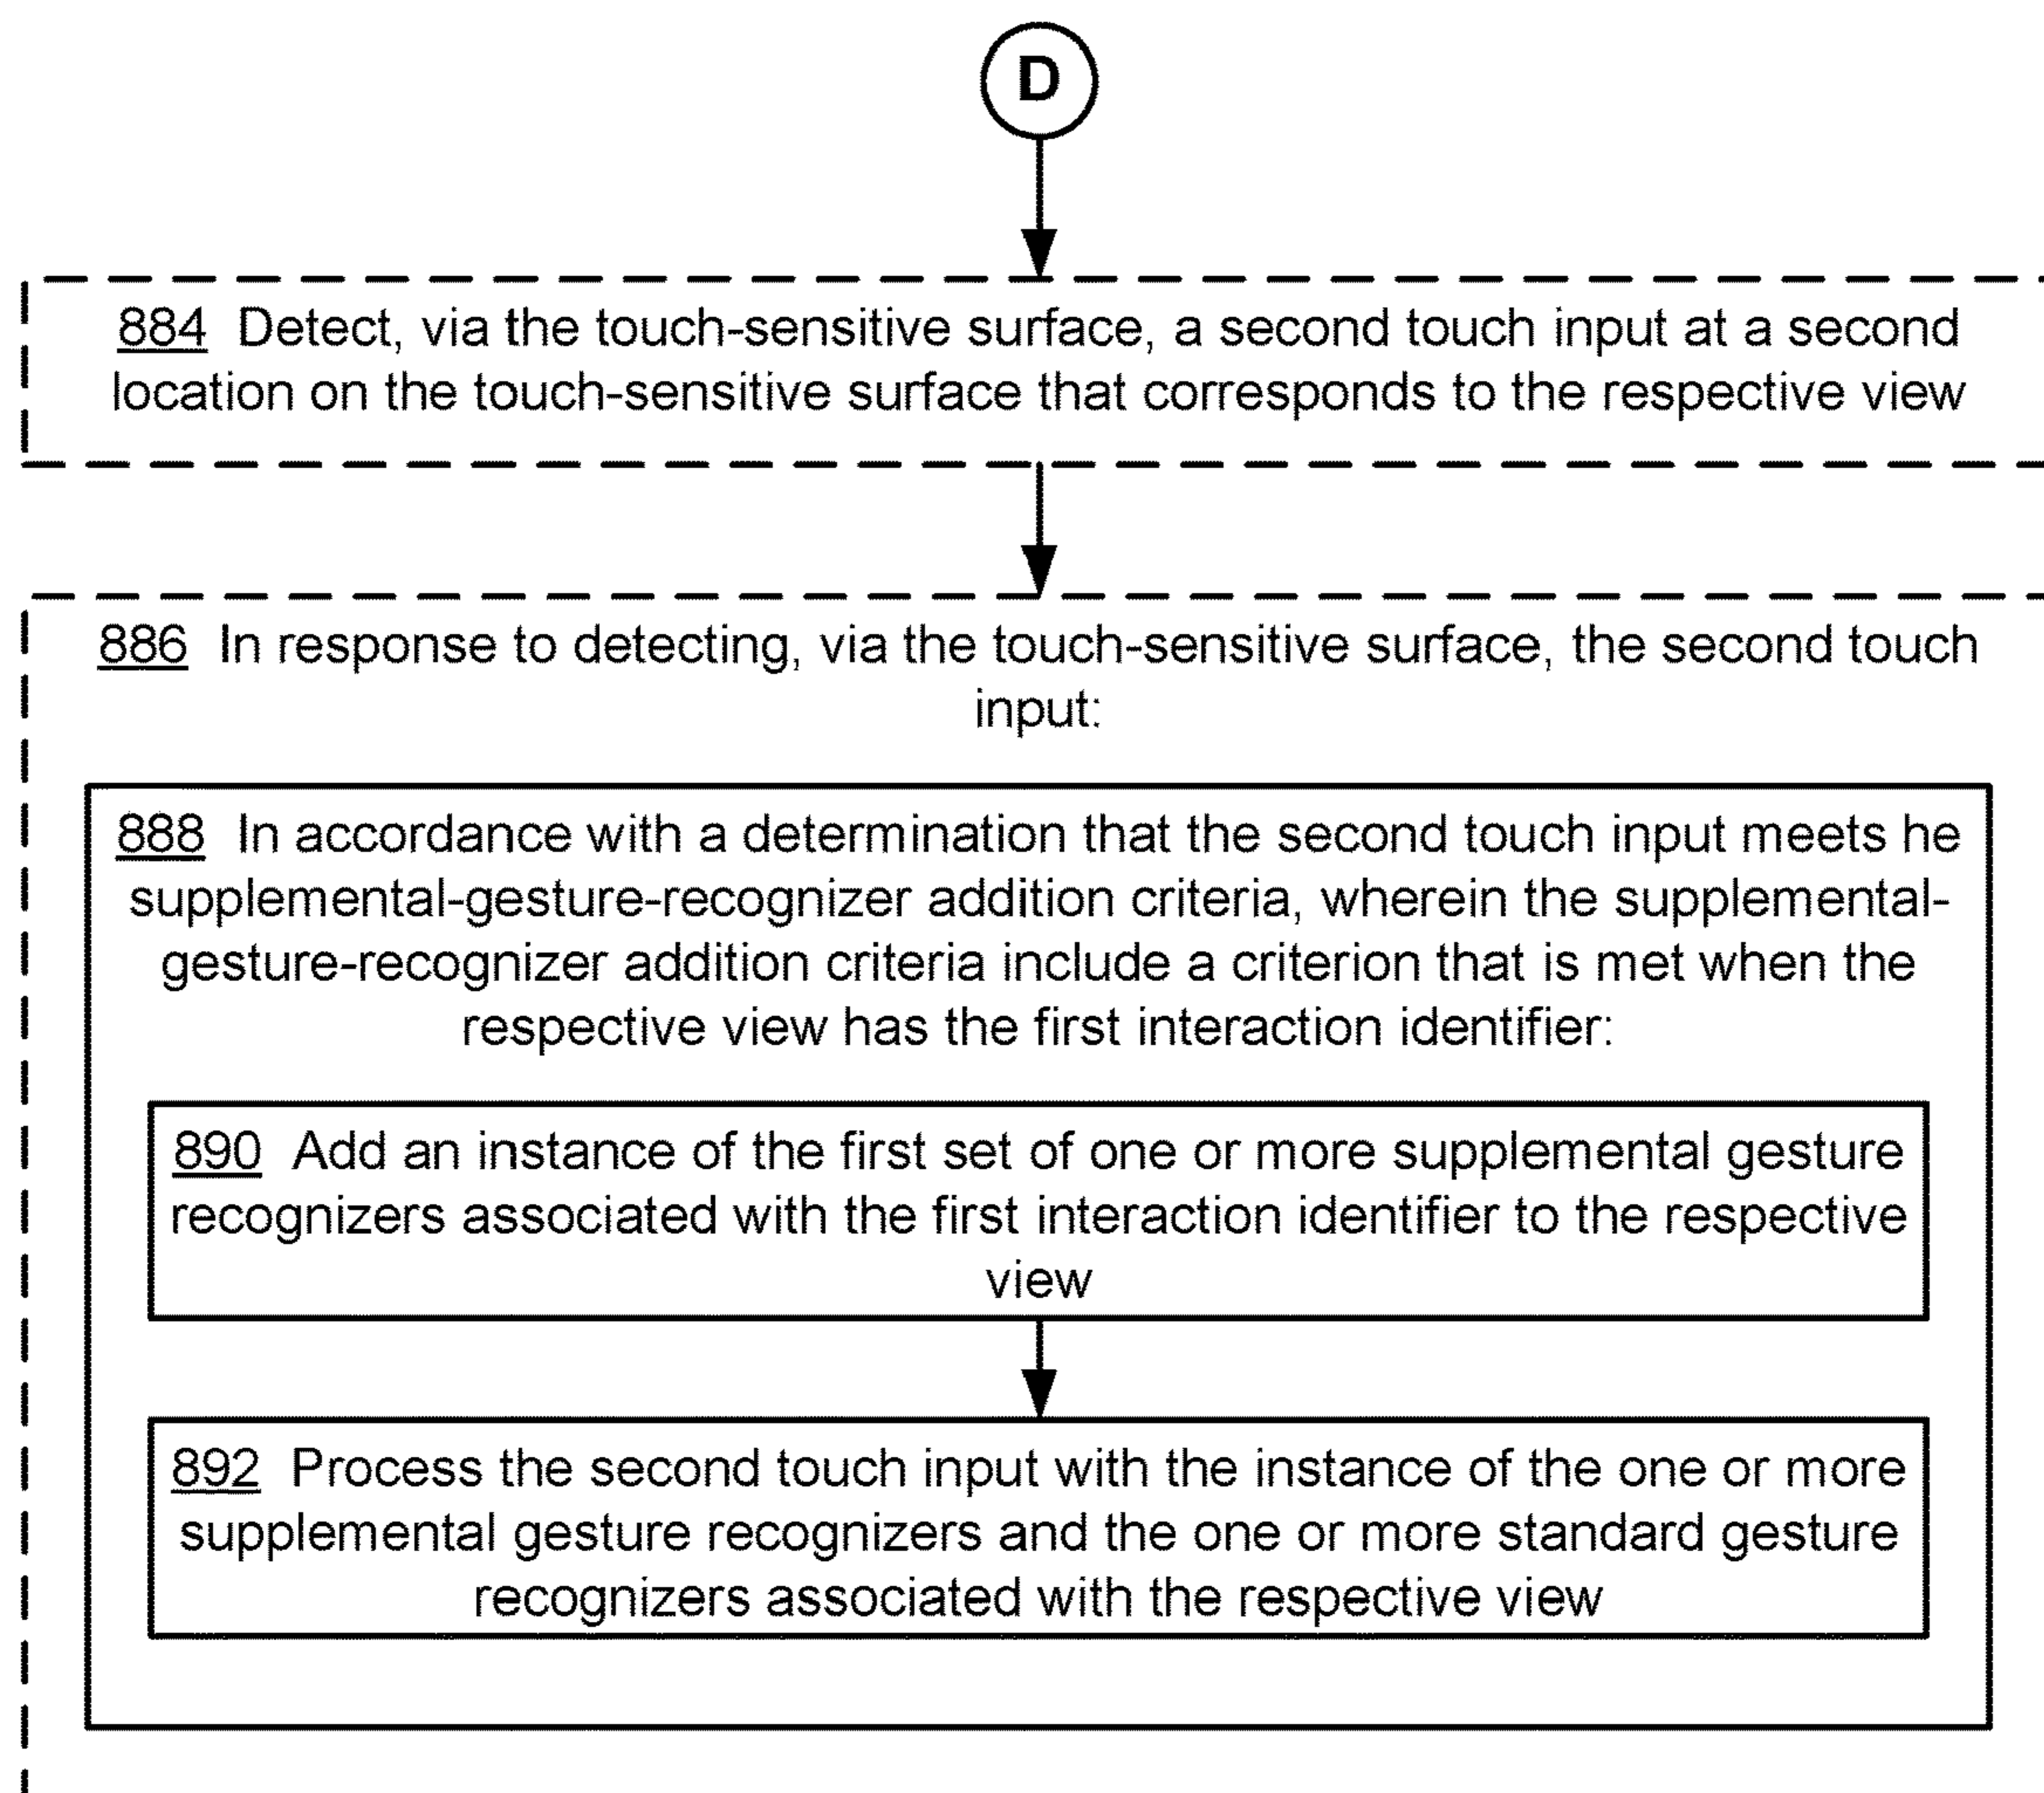 D
884 Detect, via the touch-sensitive surface, a second touch input at a second
location on the touch-sensitive surface that corresponds to the respective view
886 In response to detecting, via the touch-sensitive surface, the second touch
input:
888 In accordance with a determination that the second touch input meets he
supplemental-gesture-recognizer addition criteria, wherein the supplemental-
gesture-recognizer addition criteria include a criterion that is met when the
respective view has the first interaction identifier:
890 Add an instance of the first set of one or more supplemental gesture
recognizers associated with the first interaction identifier to the respective
view
892 Process the second touch input with the instance of the one or more
supplemental gesture recognizers and the one or more standard gesture
recognizers associated with the respective view